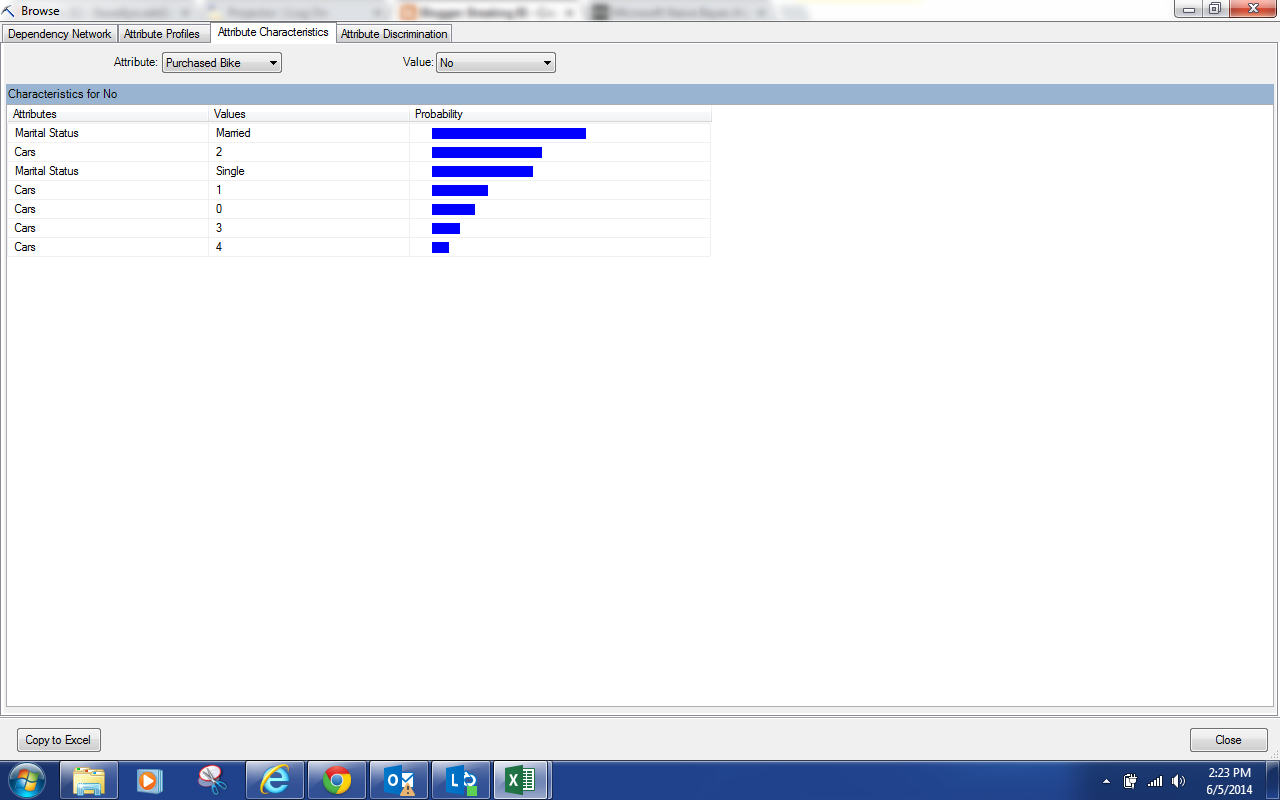 Browse
Dependency Network Attribute Profiles Attribute Characteristics Attribute Discrimination
Attribute: Purchased Bike Value: No
Characteristics for No
Attributes Values Probability
Marital Status Married
Cars 2
Marital Status Single
Cars 1
Cars 0
Cars 3
Cars 4
Copy to Excel Close
2:23 PM
6/5/2014